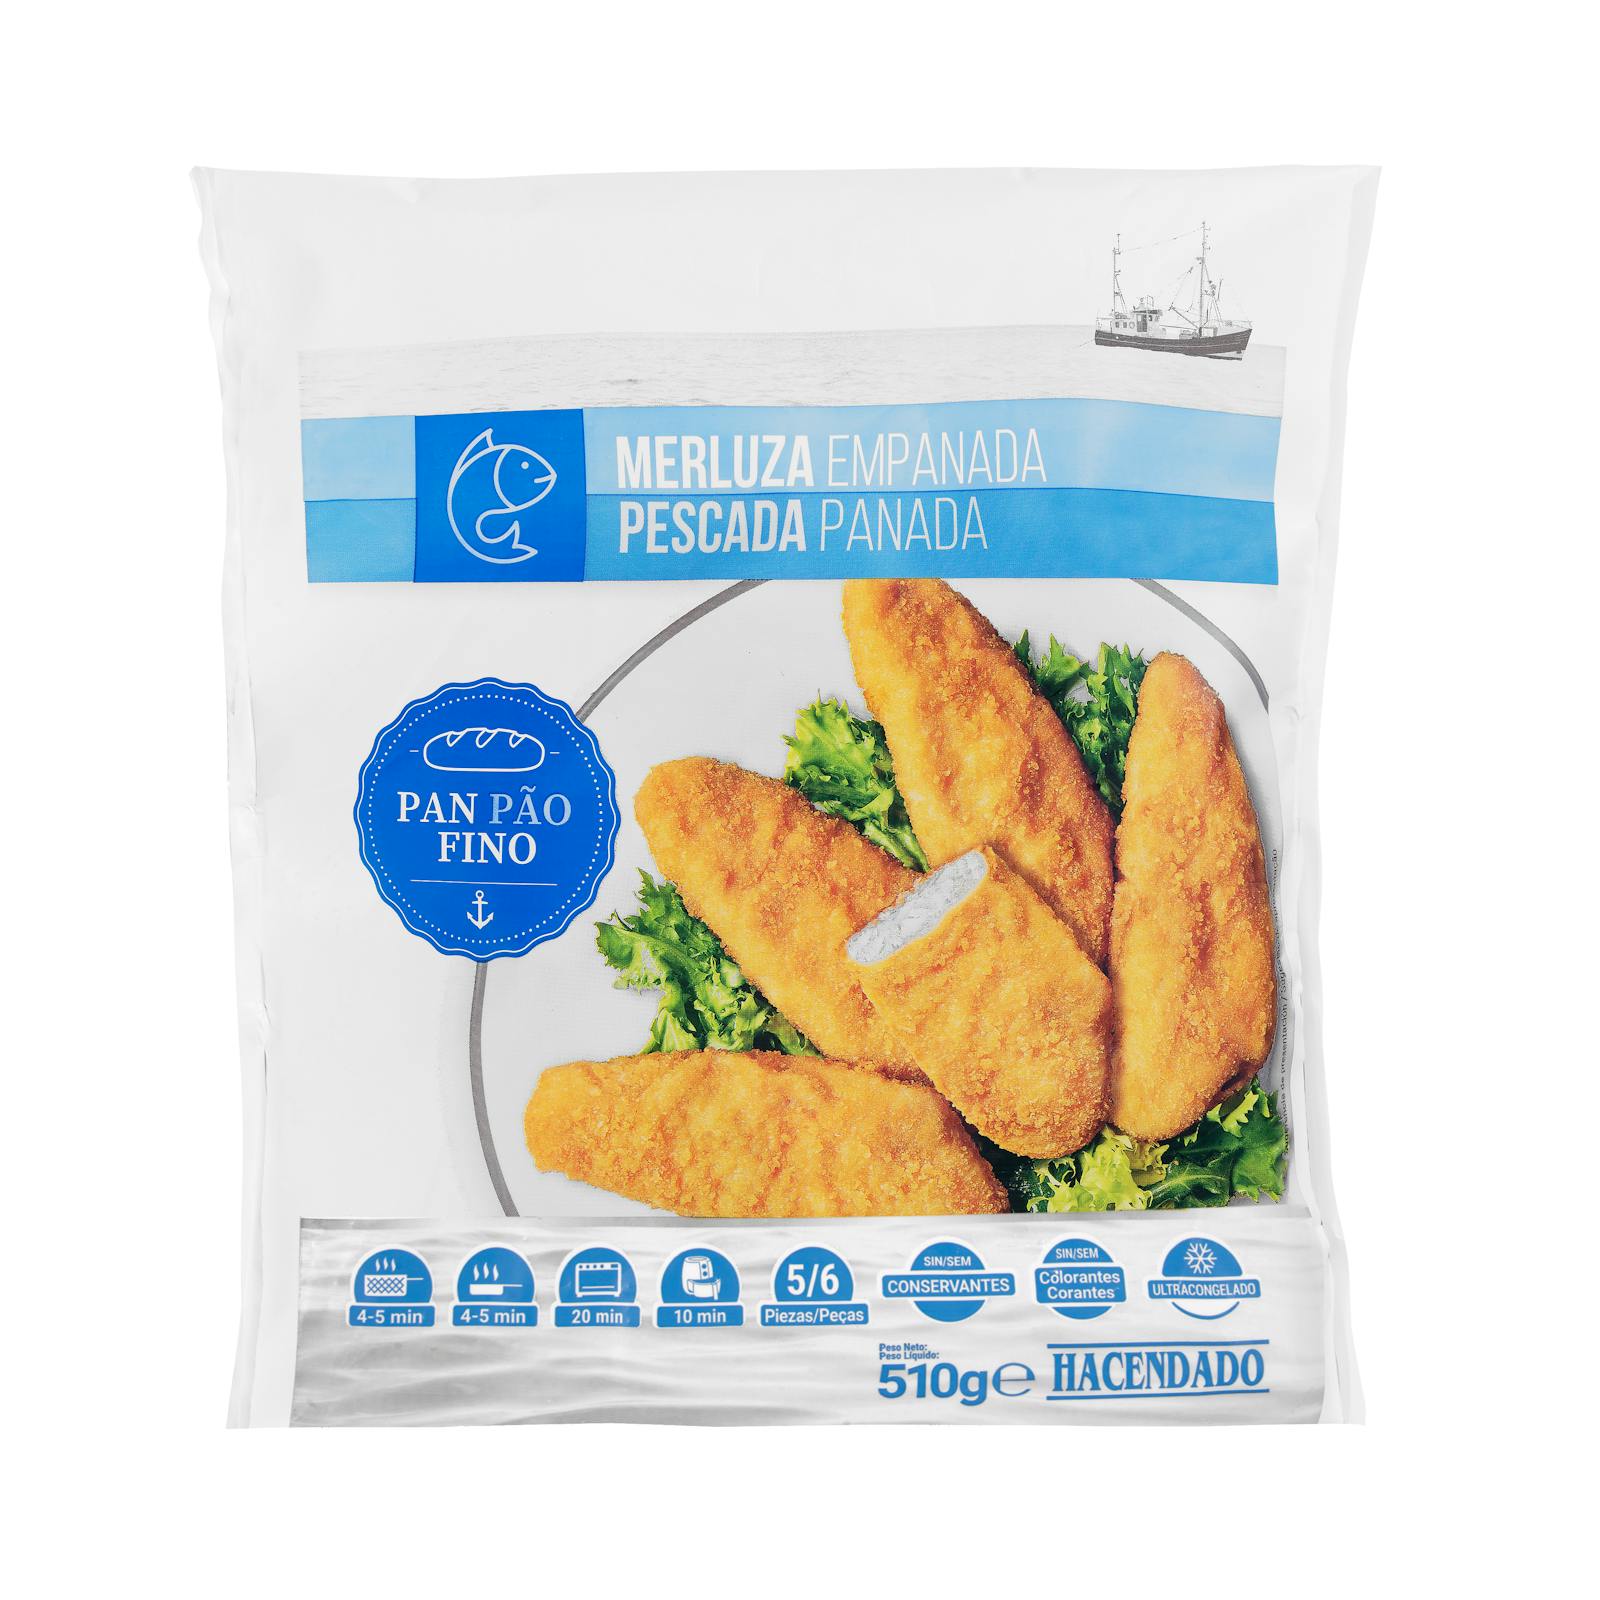 MERLUZA EMPANADA
PESCADA PANADA
PAN PÃO
FINO
4-5 min
4-5 min
20 min
10 min
5/6
Piezas/Peças
SIN/SEM
CONSERVANTES
SIN/SEM
Colorantes
Corantes
ULTRACONGELADO
Peso Neto:
Peso Líquido:
510g℮
HACENDADO